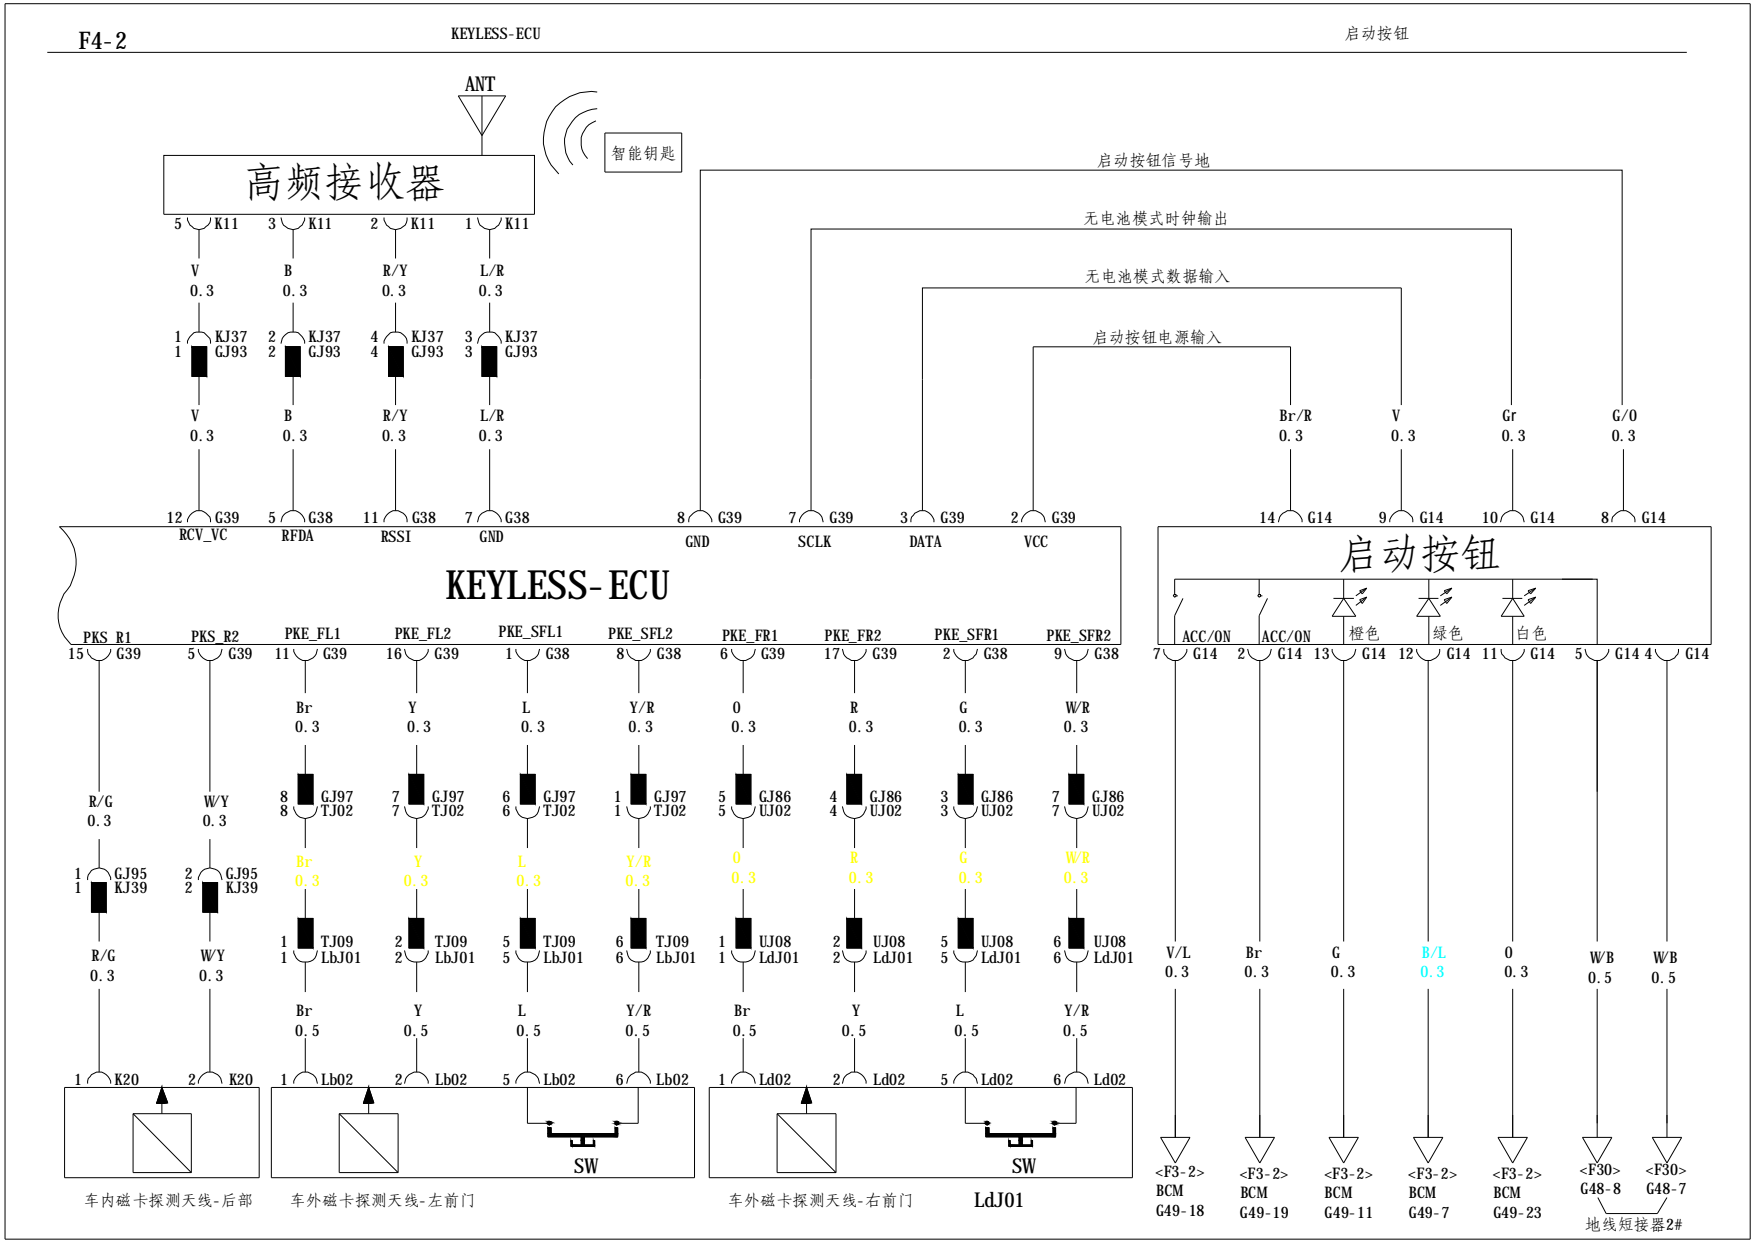 F4-2 KEYLESS-ECU 启动按钮
ANT
智能钥匙
高频接收器
启动按钮信号地
无电池模式时钟输出
无电池模式数据输入
启动按钮电源输入
5 K11 3 K11 2 K11 1 K11
V B R/Y L/R
0.3 0.3 0.3 0.3
1 KJ37 2 KJ37 4 KJ37 3 KJ37
1 GJ93 2 GJ93 4 GJ93 3 GJ93
V B R/Y L/R Br/R V Gr G/O
0.3 0.3 0.3 0.3 0.3 0.3 0.3 0.3
12 G39 5 G38 11 G38 7 G38 8 G39 7 G39 3 G39 2 G39 14 G14 9 G14 10 G14 8 G14
RCV_VC RFDA RSSI GND GND SCLK DATA VCC
KEYLESS-ECU 启动按钮
PKS_R1 PKS_R2 PKE_FL1 PKE_FL2 PKE_SFL1 PKE_SFL2 PKE_FR1 PKE_FR2 PKE_SFR1 PKE_SFR2 ACC/ON ACC/ON 橙色 绿色 白色
15 G39 5 G39 11 G39 16 G39 1 G38 8 G38 6 G39 17 G39 2 G38 9 G38 7 G14 2 G14 13 G14 12 G14 11 G14 5 G14 4 G14
Br Y L Y/R O R G W/R
0.3 0.3 0.3 0.3 0.3 0.3 0.3 0.3
R/G W/Y
0.3 0.3
8 GJ97 7 GJ97 6 GJ97 1 GJ97 5 GJ86 4 GJ86 3 GJ86 7 GJ86
8 TJ02 7 TJ02 6 TJ02 1 TJ02 5 UJ02 4 UJ02 3 UJ02 7 UJ02
Br Y L Y/R O R G W/R
0.3 0.3 0.3 0.3 0.3 0.3 0.3 0.3
1 GJ95 2 GJ95
1 KJ39 2 KJ39
1 TJ09 2 TJ09 5 TJ09 6 TJ09 1 UJ08 2 UJ08 5 UJ08 6 UJ08
1 LbJ01 2 LbJ01 5 LbJ01 6 LbJ01 1 LdJ01 2 LdJ01 5 LdJ01 6 LdJ01
R/G W/Y V/L Br G B/L O W/B W/B
0.3 0.3 0.3 0.3 0.3 0.3 0.3 0.5 0.5
Br Y L Y/R Br Y L Y/R
0.5 0.5 0.5 0.5 0.5 0.5 0.5 0.5
1 K20 2 K20 1 Lb02 2 Lb02 5 Lb02 6 Lb02 1 Ld02 2 Ld02 5 Ld02 6 Ld02
SW SW
<F3-2> <F3-2> <F3-2> <F3-2> <F3-2> <F30> <F30>
BCM BCM BCM BCM BCM G48-8 G48-7
G49-18 G49-19 G49-11 G49-7 G49-23
车内磁卡探测天线-后部 车外磁卡探测天线-左前门 车外磁卡探测天线-右前门 LdJ01
地线短接器2#